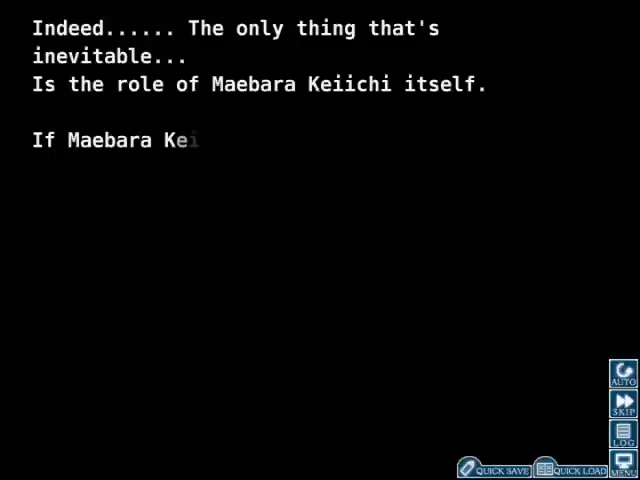 Indeed...... The only thing that's
inevitable...
Is the role of Maebara Keiichi itself.
If Maebara Kei
AUTO
SKIP
LOG
MENU
QUICK SAVE
QUICK LOAD